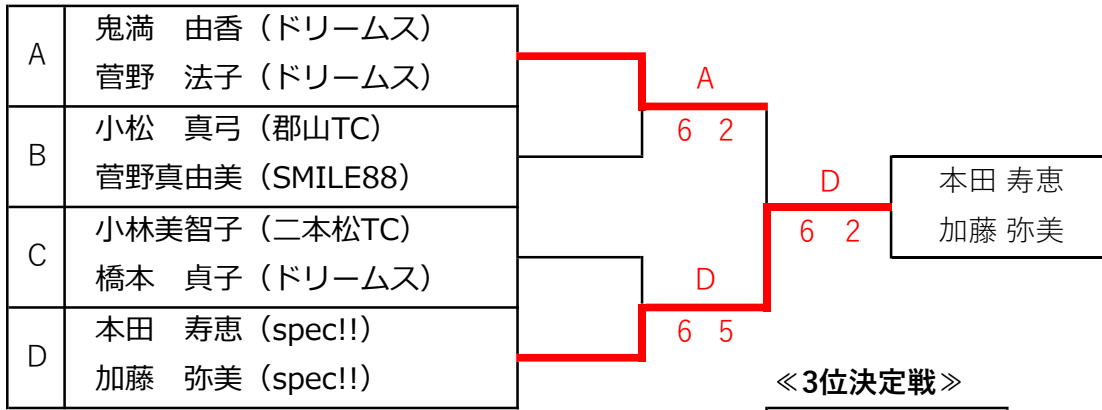 A
鬼満　由香（ドリームス）
菅野　法子（ドリームス）
B
小松　真弓（郡山TC）
菅野真由美（SMILE88）
C
小林美智子（二本松TC）
橋本　貞子（ドリームス）
D
本田　寿恵（spec!!）
加藤　弥美（spec!!）
A
6 2
D
6 5
D
6 2
本田 寿恵
加藤 弥美
≪3位決定戦≫